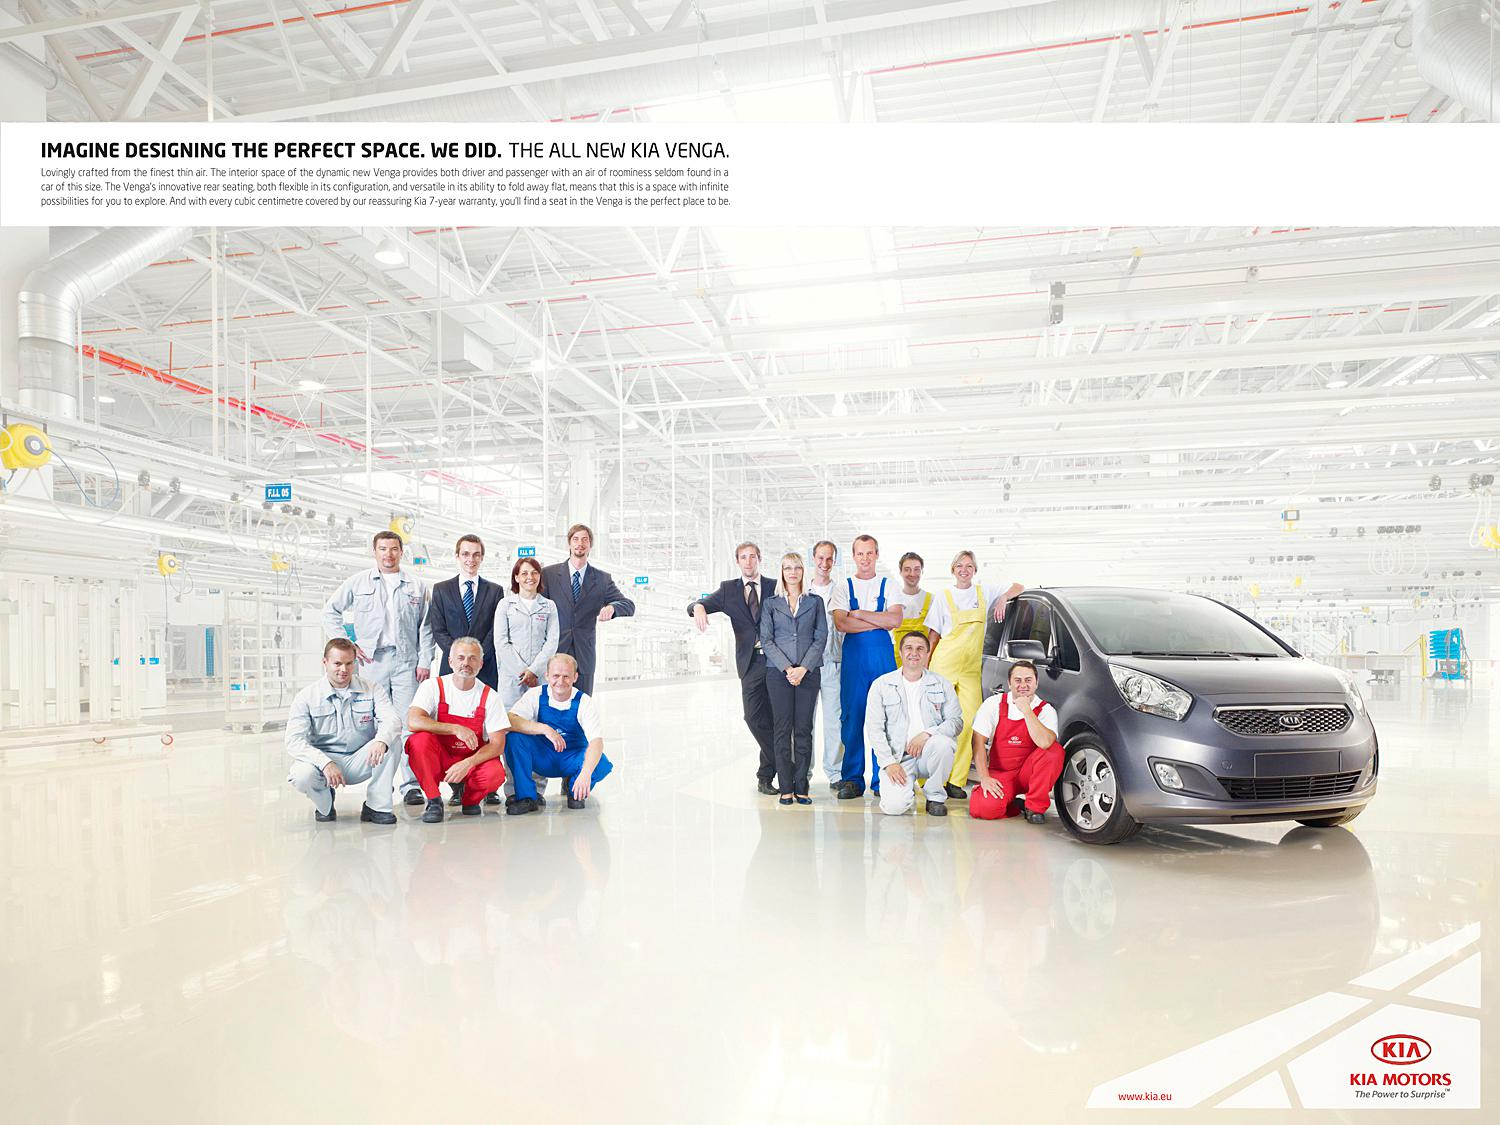 IMAGINE DESIGNING THE PERFECT SPACE. WE DID. THE ALL NEW KIA VENGA.
Lovingly crafted from the finest thin air. The interior space of the dynamic new Venga provides both driver and passenger with an air of roominess seldom found in a
car of this size. The Venga's innovative rear seating, both flexible in its configuration, and versatile in its ability to fold away flat, means that this is a space with infinite
possibilities for you to explore. And with every cubic centimetre covered by our reassuring Kia 7-year warranty, you'll find a seat in the Venga is the perfect place to be.
F.I.L 05
KIA
www.kia.eu
KIA
KIA MOTORS
The Power to Surprise™